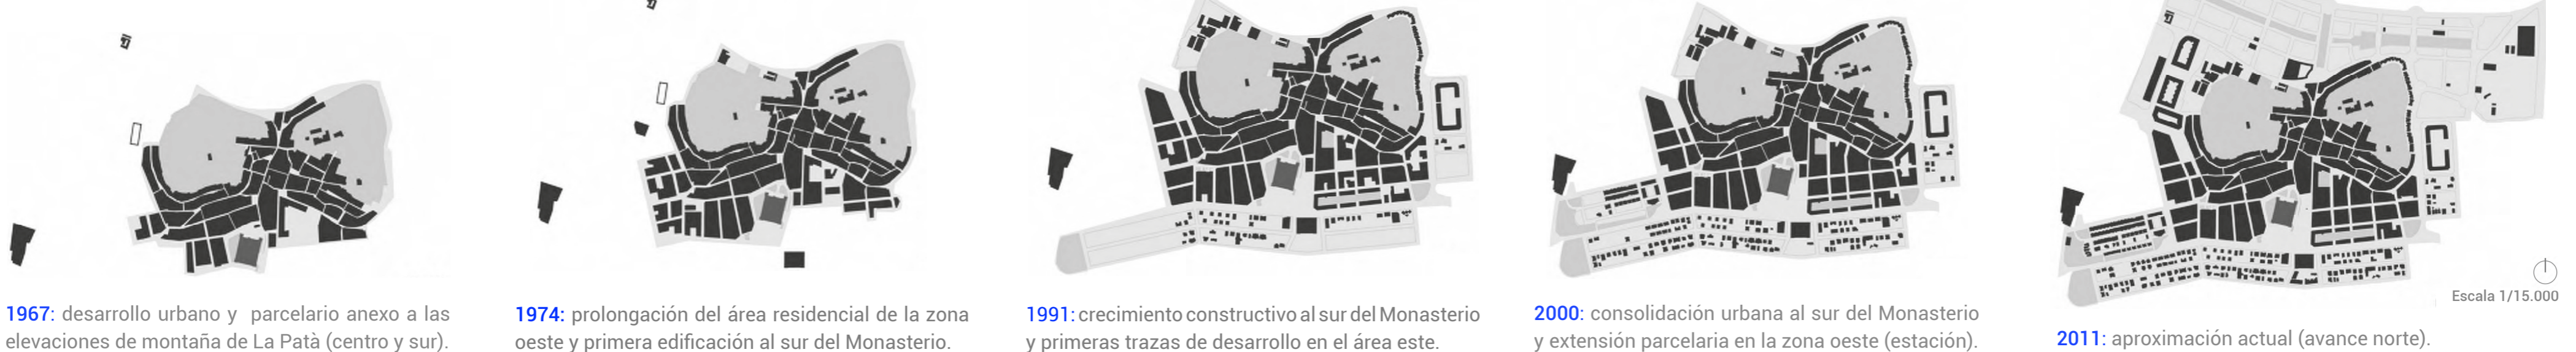 1967: desarrollo urbano y parcelario anexo a las
elevaciones de montaña de La Patà (centro y sur).
1974: prolongación del área residencial de la zona
oeste y primera edificación al sur del Monasterio.
1991: crecimiento constructivo al sur del Monasterio
y primeras trazas de desarrollo en el área este.
2000: consolidación urbana al sur del Monasterio
y extensión parcelaria en la zona oeste (estación).
Escala 1/15.000
2011: aproximación actual (avance norte).